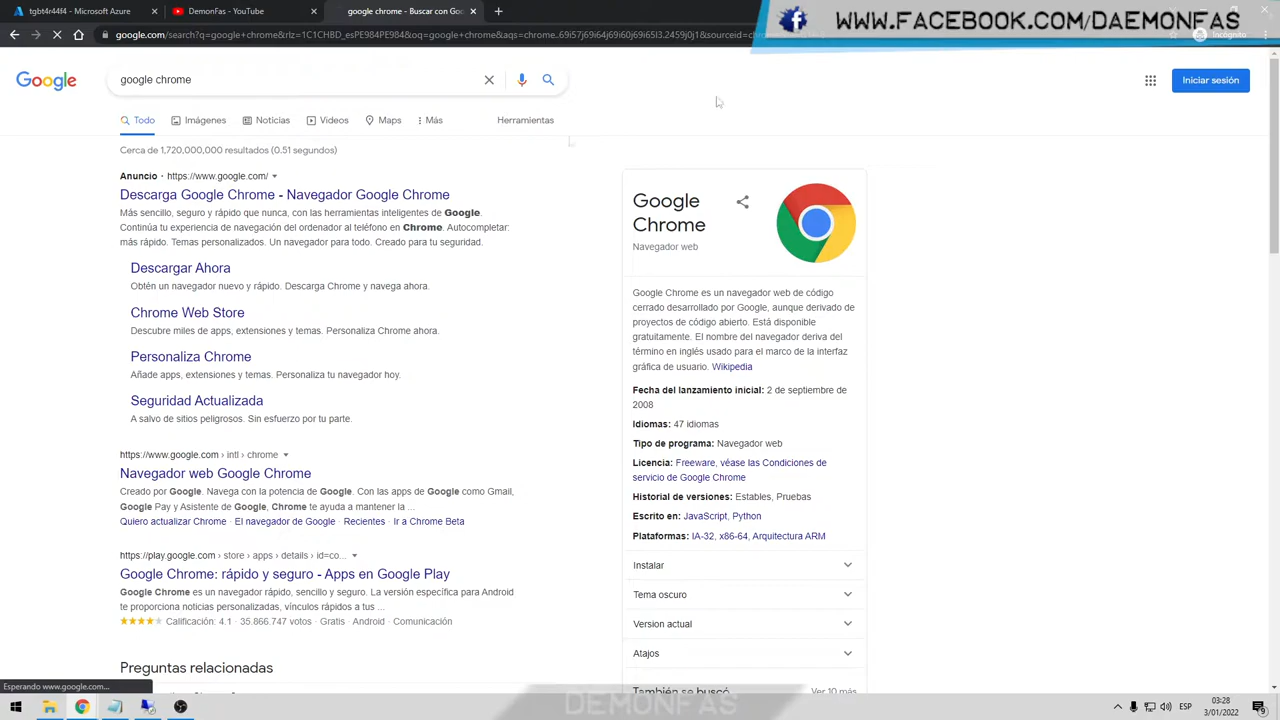 tgbt4r44f4 - Microsoft Azure
DemonFas - YouTube
google chrome - Buscar con Goo
WWW.FACEBOOK.COM/DAEMONFAS
google.com/search?q=google+chrome&rlz=1C1CHBD_esPE984PE984&oq=google+chrome&aqs=chrome..69i57j69i64j69i60j69i65l3.2459j0j1&sourceid=
Incógnito
Google
google chrome
Iniciar sesión
Todo
Imágenes
Noticias
Videos
Maps
Más
Herramientas
Cerca de 1,720,000,000 resultados (0.51 segundos)
Anuncio · https://www.google.com/
Descarga Google Chrome - Navegador Google Chrome
Más sencillo, seguro y rápido que nunca, con las herramientas inteligentes de Google.
Continúa tu experiencia de navegación del ordenador al teléfono en Chrome. Autocompletar:
más rápido. Temas personalizados. Un navegador para todo. Creado para tu seguridad.
Descargar Ahora
Obtén un navegador nuevo y rápido. Descarga Chrome y navega ahora.
Chrome Web Store
Descubre miles de apps, extensiones y temas. Personaliza Chrome ahora.
Personaliza Chrome
Añade apps, extensiones y temas. Personaliza tu navegador hoy.
Seguridad Actualizada
A salvo de sitios peligrosos. Sin esfuerzo por tu parte.
https://www.google.com › intl › chrome
Navegador web Google Chrome
Creado por Google. Navega con la potencia de Google. Con las apps de Google como Gmail,
Google Pay y Asistente de Google, Chrome te ayuda a mantener la ...
Quiero actualizar Chrome · El navegador de Google · Recientes · Ir a Chrome Beta
https://play.google.com › store › apps › details › id=co...
Google Chrome: rápido y seguro - Apps en Google Play
Google Chrome es un navegador rápido, sencillo y seguro. La versión específica para Android
te proporciona noticias personalizadas, vínculos rápidos a tus ...
Calificación: 4.1 · 35.866.747 votos · Gratis · Android · Comunicación
Preguntas relacionadas
Google
Chrome
Navegador web
Google Chrome es un navegador web de código
cerrado desarrollado por Google, aunque derivado de
proyectos de código abierto. Está disponible
gratuitamente. El nombre del navegador deriva del
término en inglés usado para el marco de la interfaz
gráfica de usuario. Wikipedia
Fecha del lanzamiento inicial: 2 de septiembre de
2008
Idiomas: 47 idiomas
Tipo de programa: Navegador web
Licencia: Freeware, véase las Condiciones de
servicio de Google Chrome
Historial de versiones: Estables, Pruebas
Escrito en: JavaScript, Python
Plataformas: IA-32, x86-64, Arquitectura ARM
Instalar
Tema oscuro
Version actual
Atajos
También se buscó
Ver 10 más
Esperando www.google.com...
DEMONFAS
ESP
03:28
3/01/2022
9